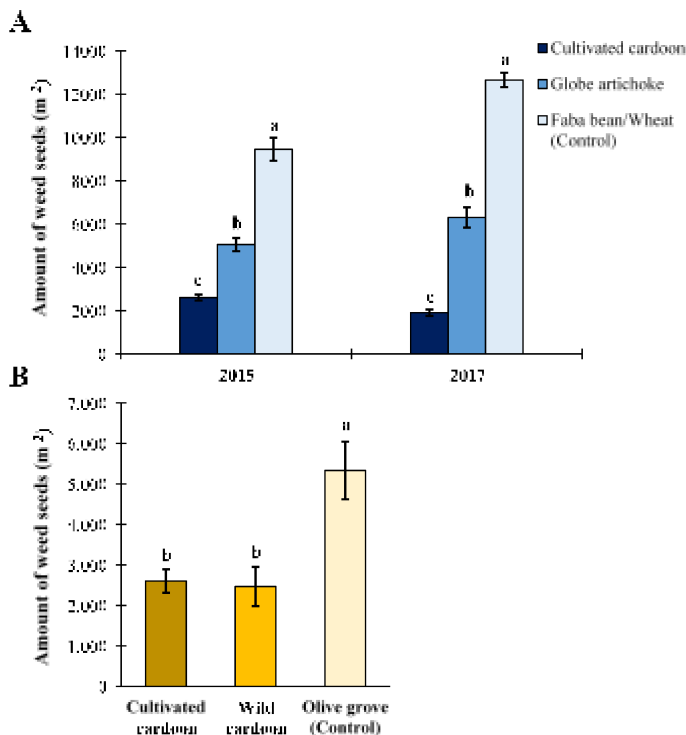 A
14000
12000
10000
8000
6000
4000
2000
0
Amount of weed seeds (m-2)
a
b
c
a
b
c
2015
2017
Cultivated cardoon
Globe artichoke
Faba bean/Wheat
(Control)
B
7.000
6.000
5.000
4.000
3.000
2.000
1.000
0
Amount of weed seeds (m-2)
b
b
a
Cultivated
cardoon
Wild
cardoon
Olive grove
(Control)